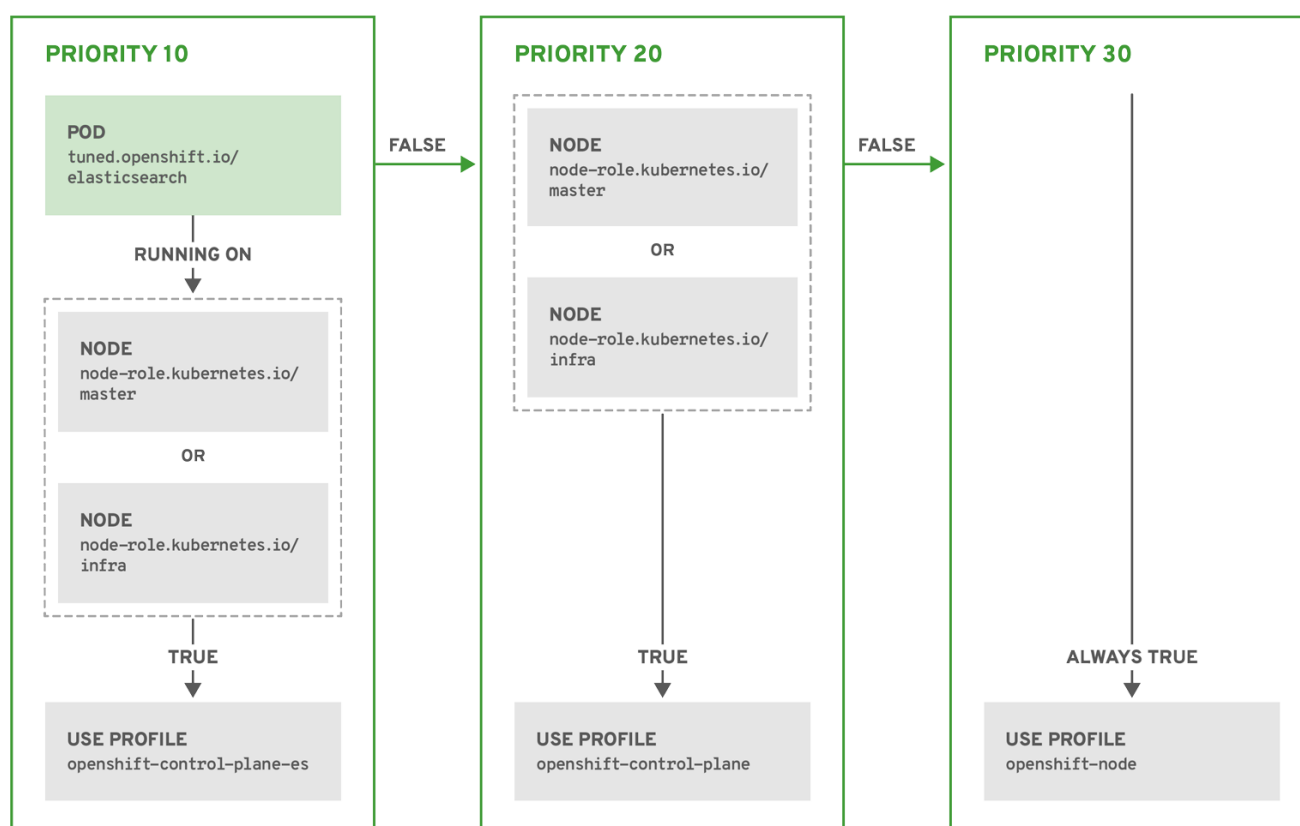 PRIORITY 10
POD
tuned.openshift.io/
elasticsearch
RUNNING ON
NODE
node-role.kubernetes.io/
master
OR
NODE
node-role.kubernetes.io/
infra
TRUE
USE PROFILE
openshift-control-plane-es
FALSE
PRIORITY 20
NODE
node-role.kubernetes.io/
master
OR
NODE
node-role.kubernetes.io/
infra
TRUE
USE PROFILE
openshift-control-plane
FALSE
PRIORITY 30
ALWAYS TRUE
USE PROFILE
openshift-node